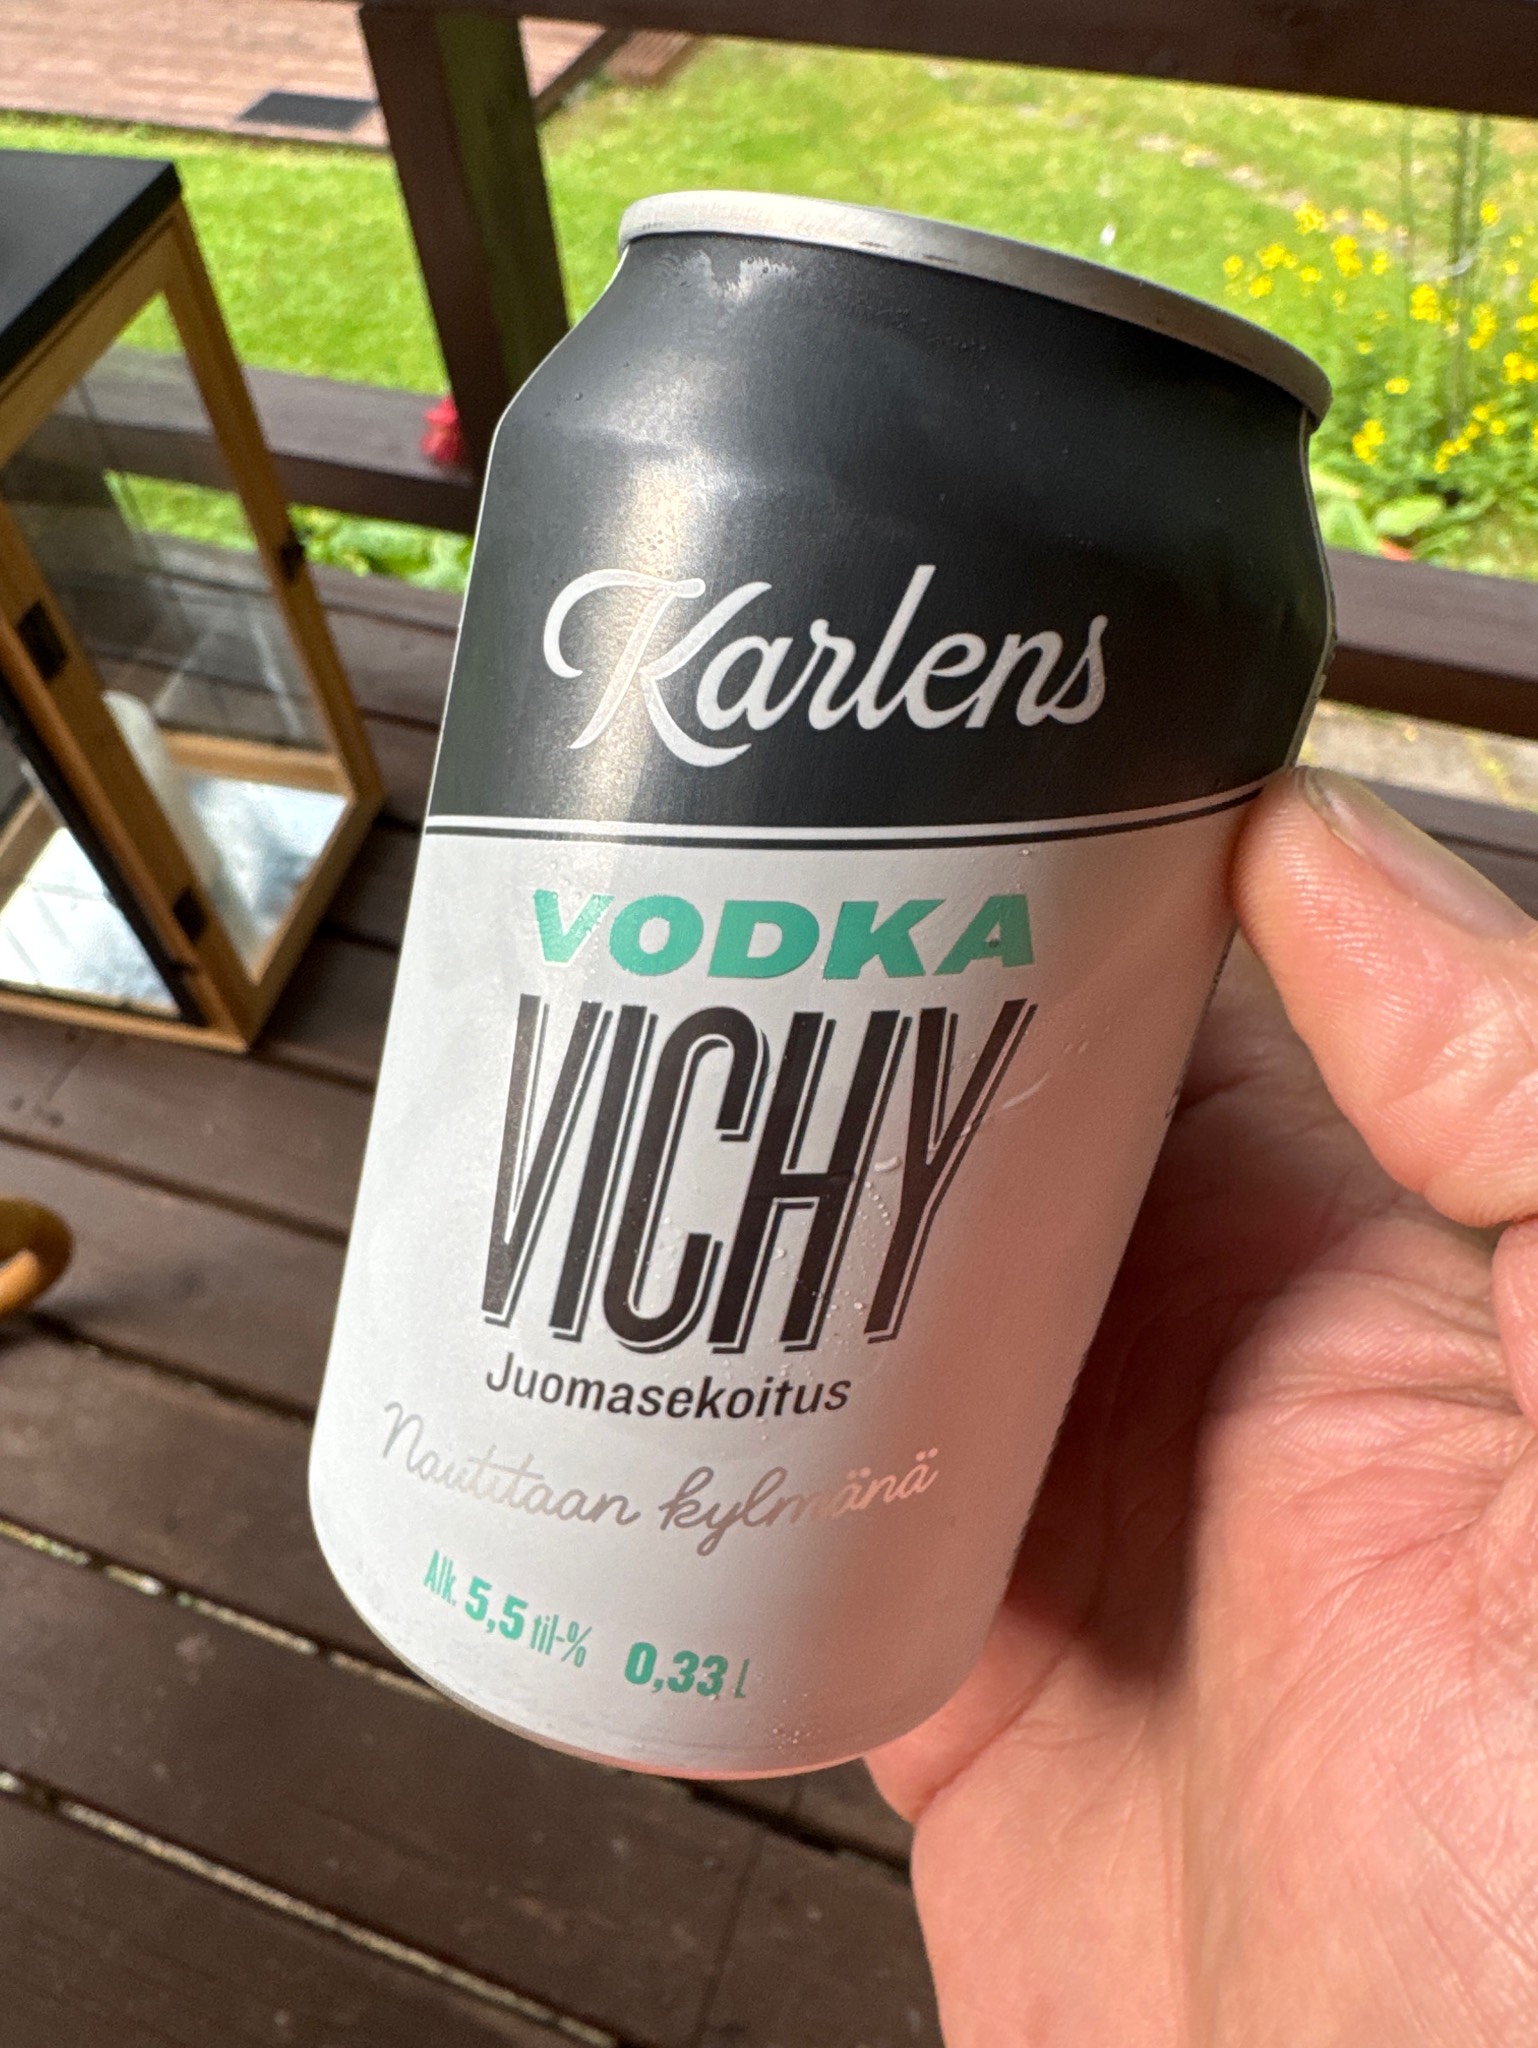 Karlens
VODKA
VICHY
Juomasekoitus
Nautitaan kylmänä
Alk. 5,5 til-% 0,33 L